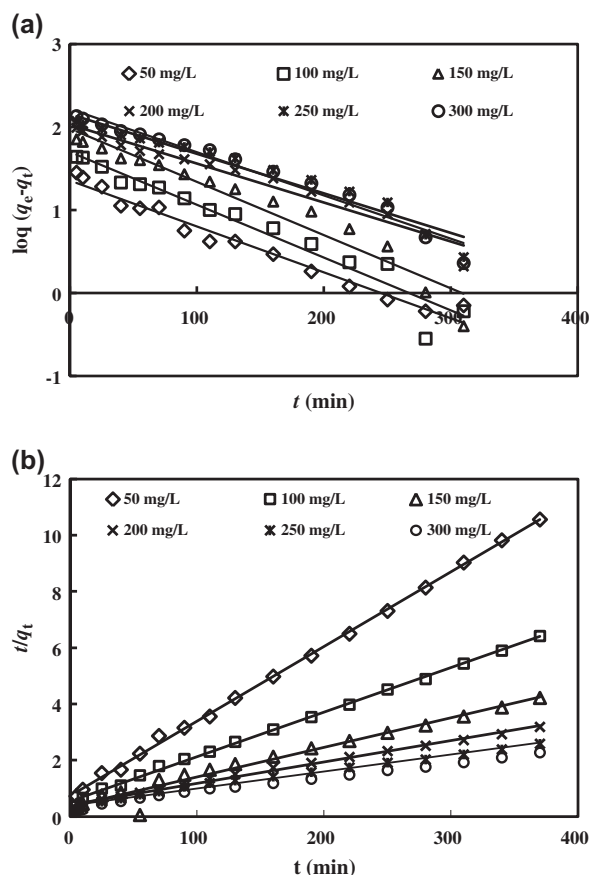 (a)
50 mg/L 100 mg/L 150 mg/L
200 mg/L 250 mg/L 300 mg/L
3
2
1
0
-1
0 100 200 300 400
log (qe-qt)
t (min)
(b)
50 mg/L 100 mg/L 150 mg/L
200 mg/L 250 mg/L 300 mg/L
12
10
8
6
4
2
0
0 100 200 300 400
t/qt
t (min)